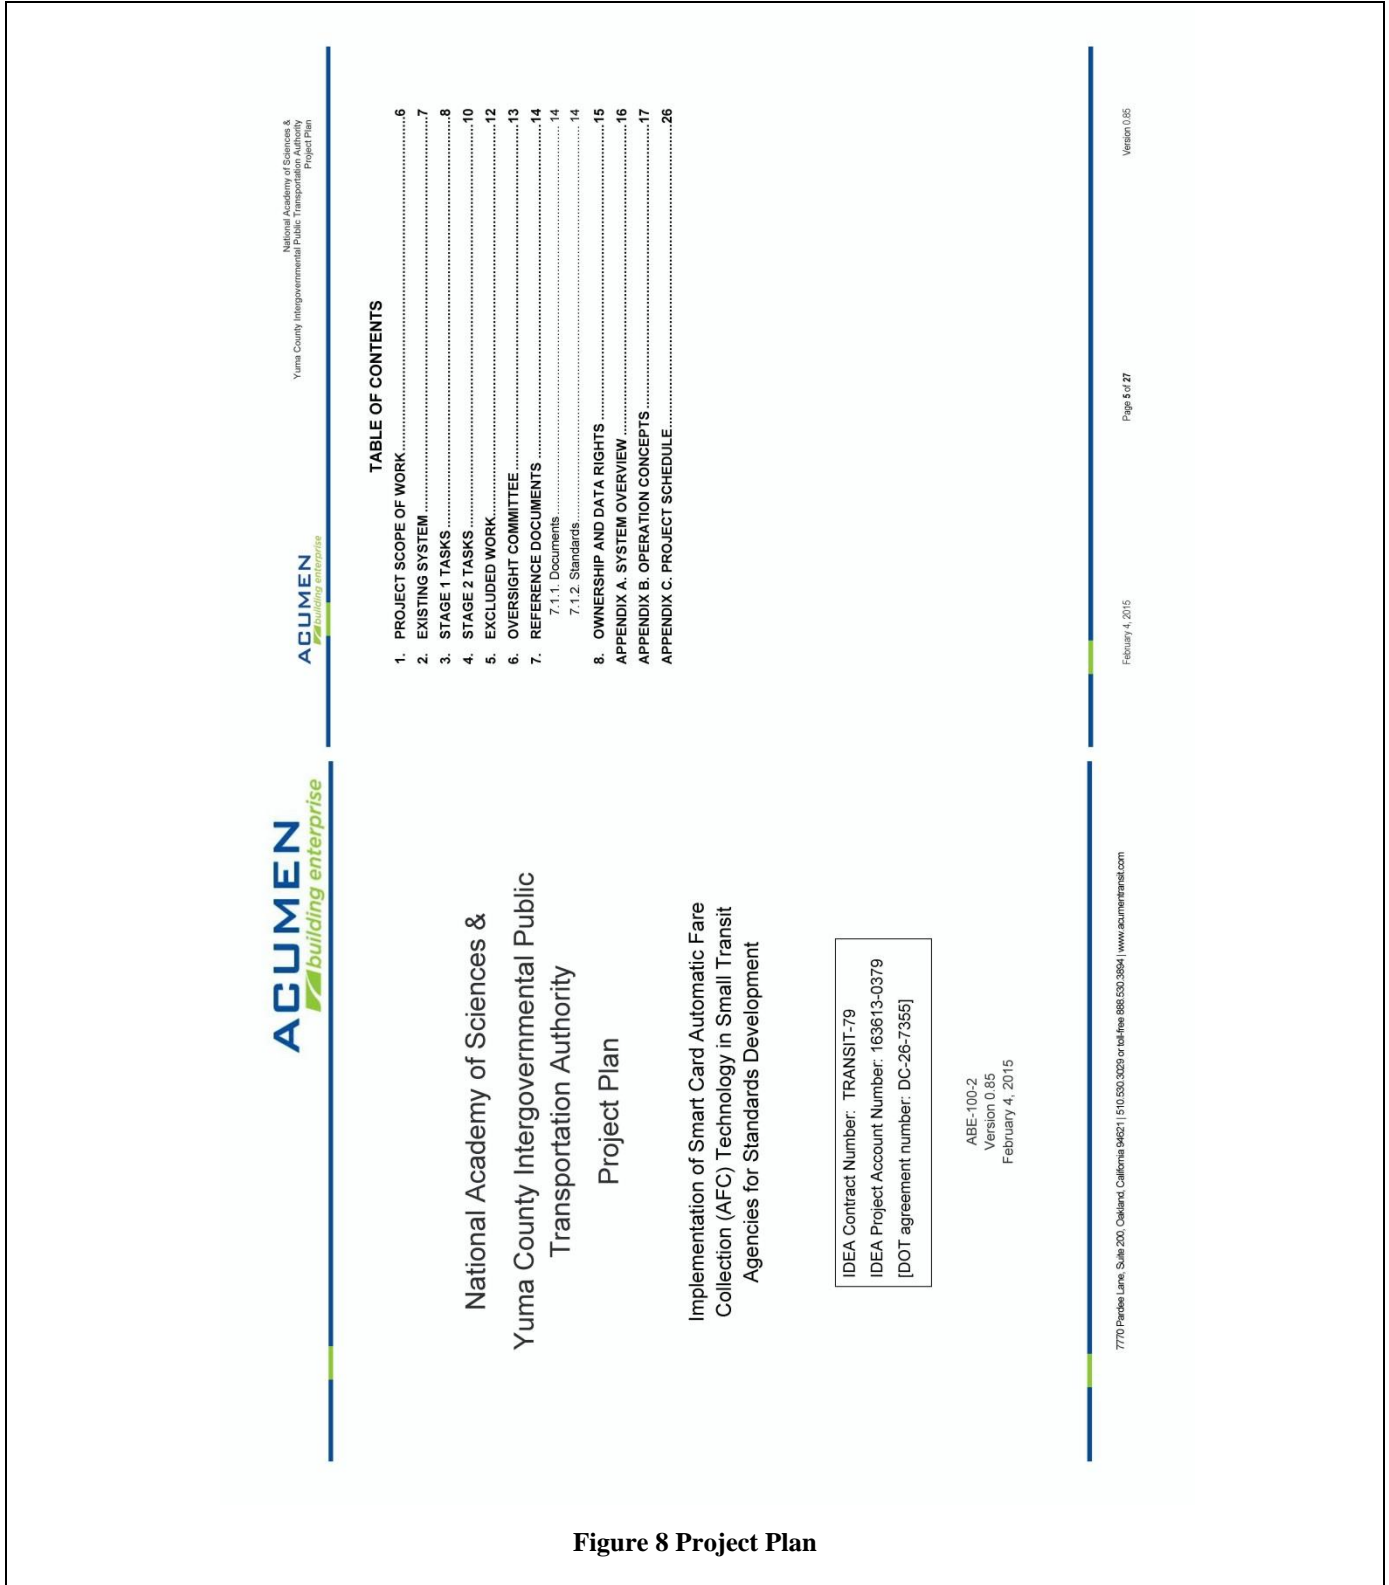 ACUMEN
building enterprise
National Academy of Sciences &
Yuma County Intergovernmental Public
Transportation Authority
Project Plan
Implementation of Smart Card Automatic Fare
Collection (AFC) Technology in Small Transit
Agencies for Standards Development
IDEA Contract Number: TRANSIT-79
IDEA Project Account Number: 163613-0379
[DOT agreement number: DC-26-7355]
ABE-100-2
Version 0.85
February 4, 2015
7770 Pardee Lane, Suite 200, Oakland, California 94621 | 510.530.3029 or toll-free 888.530.3894 | www.acumentransit.com
ACUMEN
building enterprise
National Academy of Sciences &
Yuma County Intergovernmental Public Transportation Authority
Project Plan
TABLE OF CONTENTS
1. PROJECT SCOPE OF WORK....................6
2. EXISTING SYSTEM....................7
3. STAGE 1 TASKS....................8
4. STAGE 2 TASKS....................10
5. EXCLUDED WORK....................12
6. OVERSIGHT COMMITTEE....................13
7. REFERENCE DOCUMENTS....................14
7.1.1. Documents....................14
7.1.2. Standards....................14
8. OWNERSHIP AND DATA RIGHTS....................15
APPENDIX A. SYSTEM OVERVIEW....................16
APPENDIX B. OPERATION CONCEPTS....................17
APPENDIX C. PROJECT SCHEDULE....................26
February 4, 2015 Page 5 of 27 Version 0.85
Figure 8 Project Plan